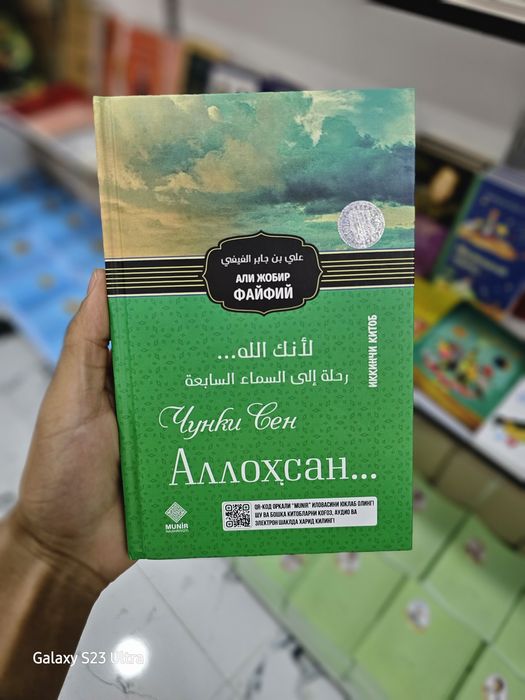 علي بن جابر الفيفي
АЛИ ЖОБИР
ФАЙФИЙ
لأنك الله...
رحلة إلى السماء السابعة
ИККИНЧИ КИТОБ
Чунки Сен
Аллоҳсан...
MUNIR
NASHRIYOTI
QR-КОД ОРҚАЛИ "MUNIR" ИЛОВАСИНИ ЮКЛАБ ОЛИНГ!
ШУ ВА БОШҚА КИТОБЛАРНИ ҚОҒОЗ, АУДИО ВА
ЭЛЕКТРОН ШАКЛДА ХАРИД ҚИЛИНГ!
Galaxy S23 Ultra